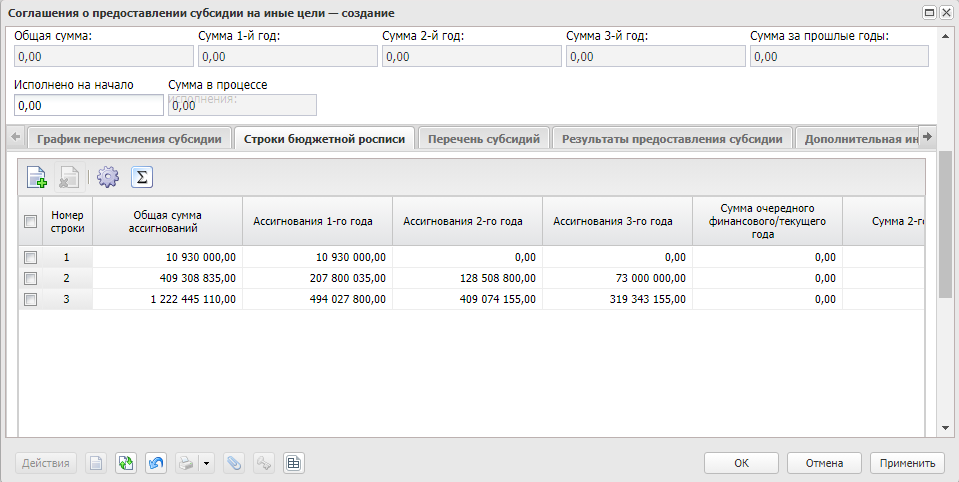 Соглашения о предоставлении субсидии на иные цели — создание
Общая сумма: Сумма 1-й год: Сумма 2-й год: Сумма 3-й год: Сумма за прошлые годы:
0,00 0,00 0,00 0,00 0,00
Исполнено на начало Сумма в процессе
исполнения:
0,00 0,00
График перечисления субсидии Строки бюджетной росписи Перечень субсидий Результаты предоставления субсидии Дополнительная ин
Σ
Номер строки Общая сумма ассигнований Ассигнования 1-го года Ассигнования 2-го года Ассигнования 3-го года Сумма очередного финансового/текущего года Сумма 2-го
1 10 930 000,00 10 930 000,00 0,00 0,00 0,00
2 409 308 835,00 207 800 035,00 128 508 800,00 73 000 000,00 0,00
3 1 222 445 110,00 494 027 800,00 409 074 155,00 319 343 155,00 0,00
Действия ОК Отмена Применить